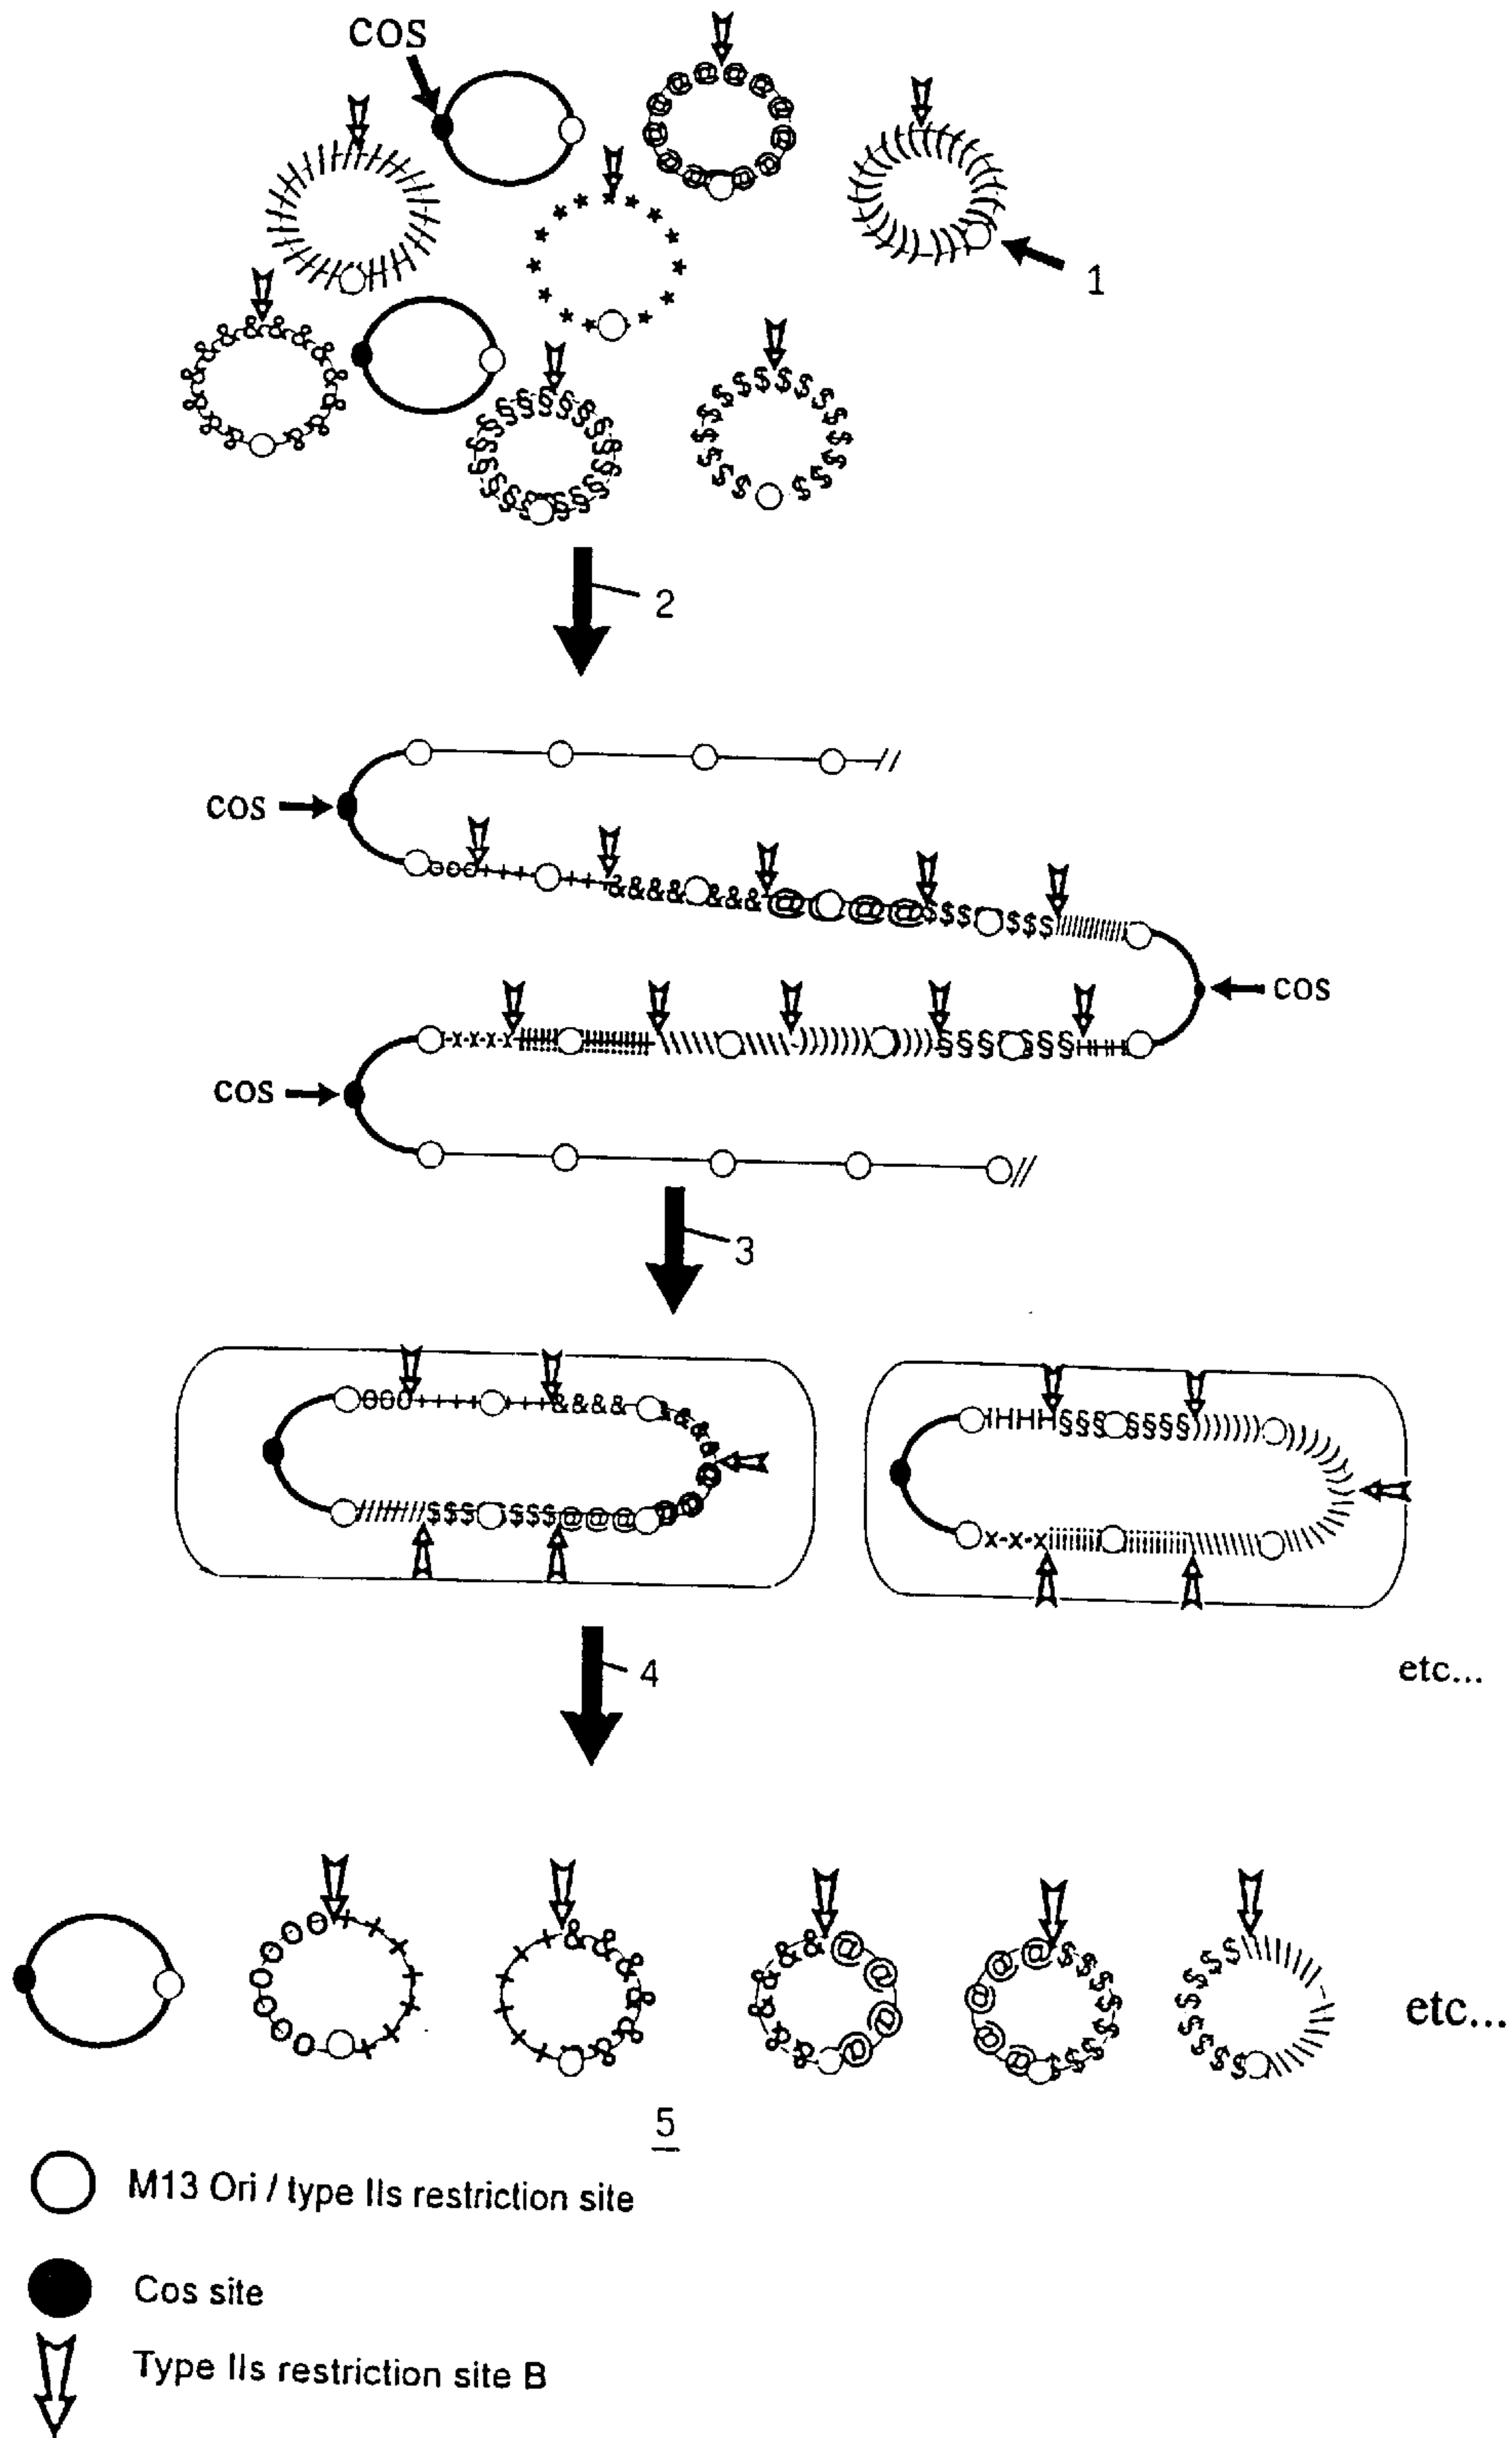 COS
1
2
COS
COS
COS
3
etc...
4
etc...
5
M13 Ori / type IIs restriction site
Cos site
Type IIs restriction site B